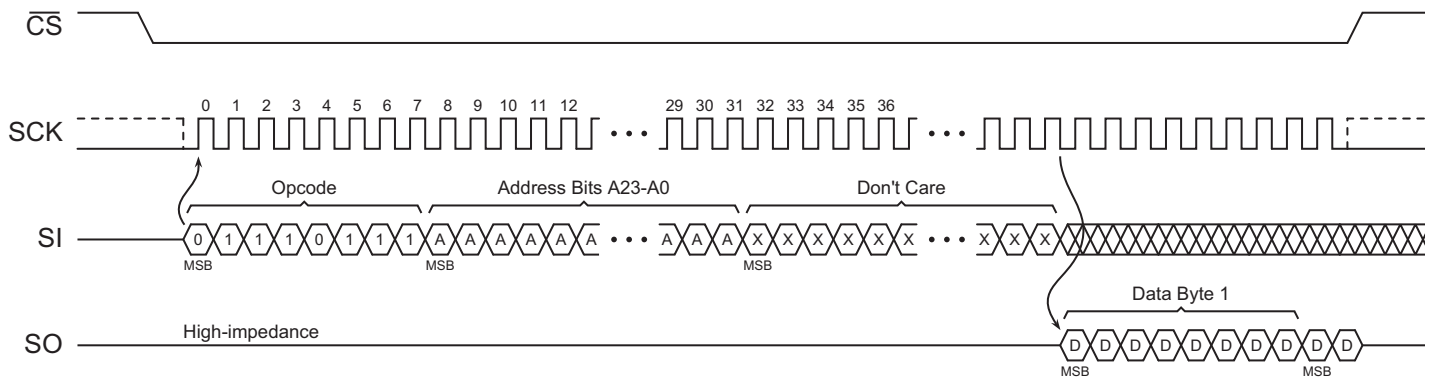 CS
0 1 2 3 4 5 6 7 8 9 10 11 12 29 30 31 32 33 34 35 36
SCK
Opcode Address Bits A23-A0 Don't Care
SI 0 1 1 1 0 1 1 1 A A A A A A A A A X X X X X X X X X
MSB MSB MSB
Data Byte 1
High-impedance
SO D D D D D D D D D D
MSB MSB